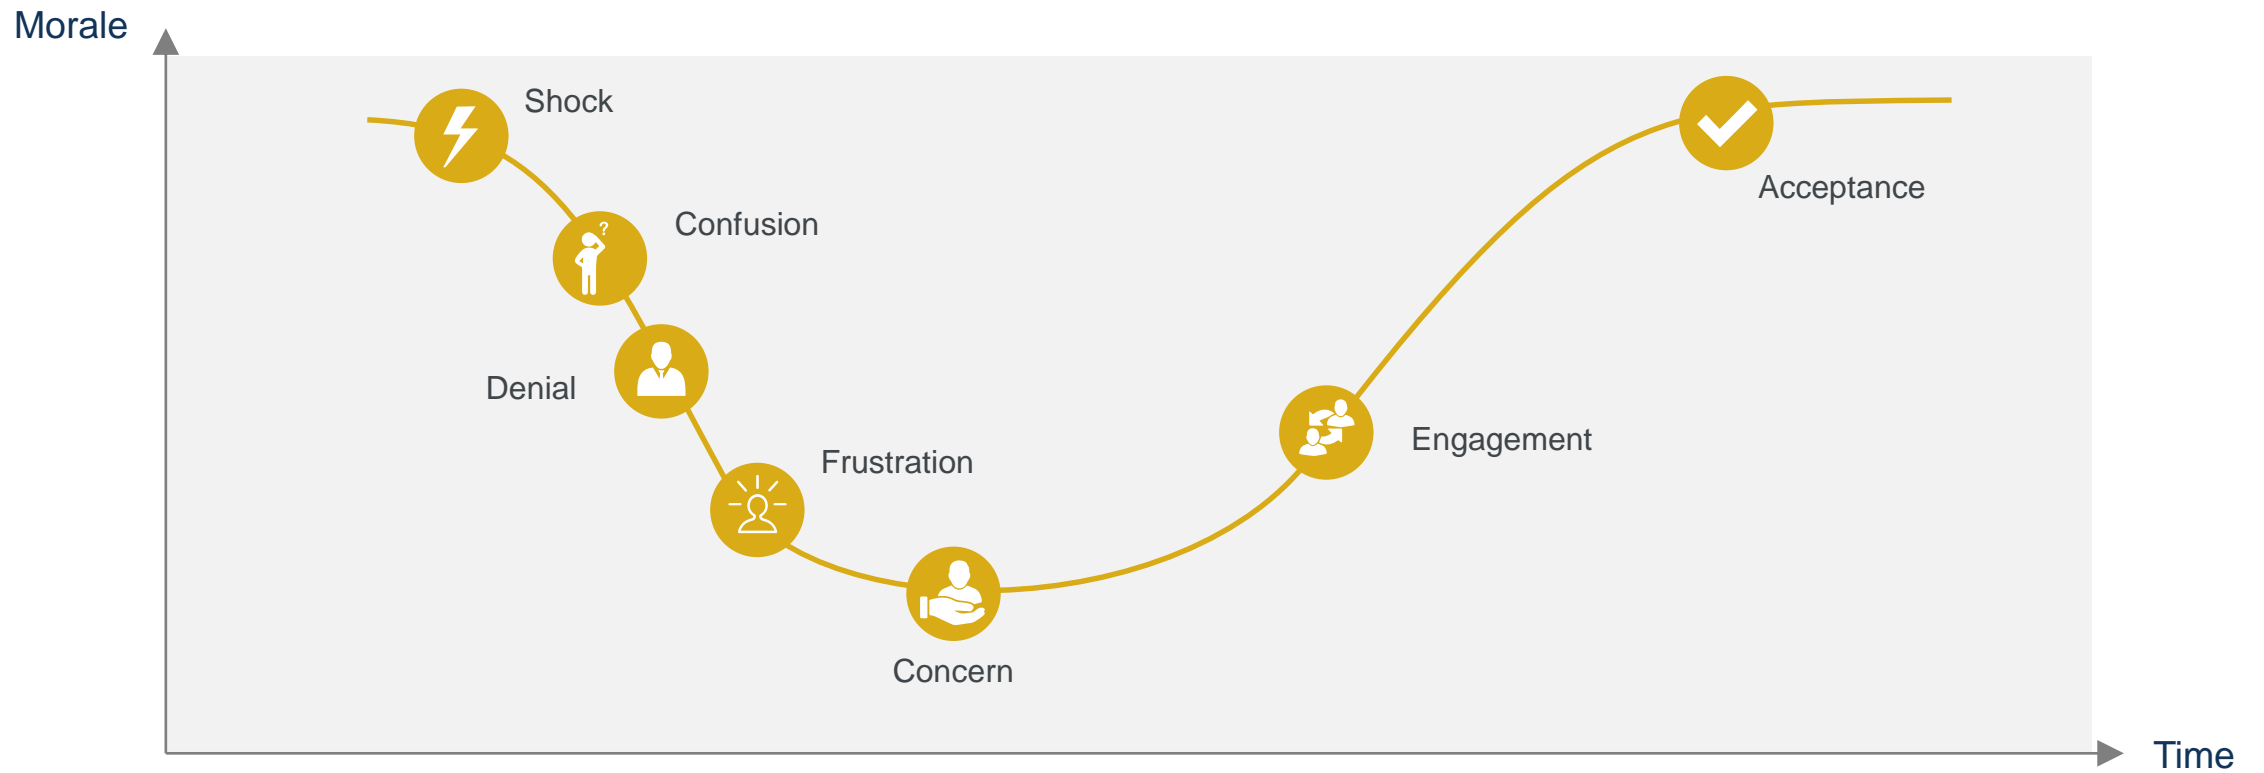 Morale
Shock
Confusion
?
Denial
Frustration
Concern
Engagement
Acceptance
Time